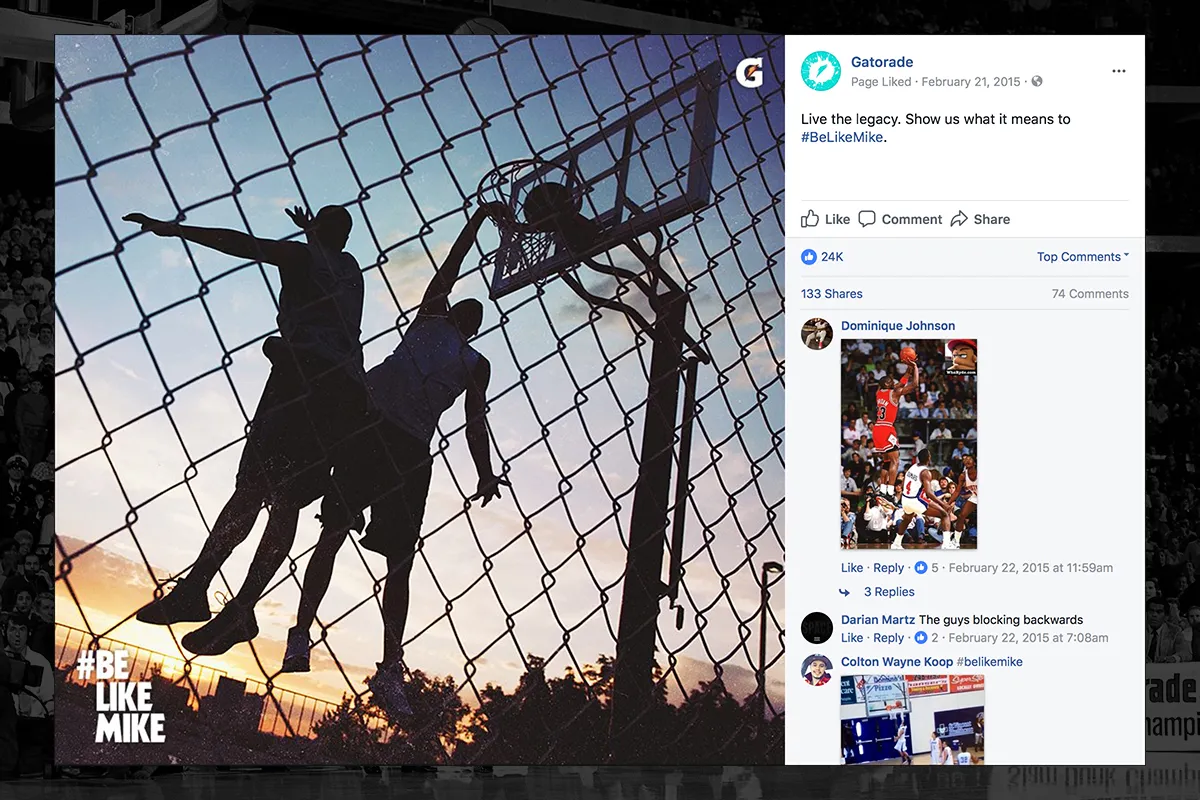 G
Gatorade
Page Liked · February 21, 2015 ·
Live the legacy. Show us what it means to
#BeLikeMike.
Like Comment Share
24K Top Comments
133 Shares 74 Comments
Dominique Johnson
Like · Reply · 5 · February 22, 2015 at 11:59am
3 Replies
Darian Martz The guys blocking backwards
Like · Reply · 2 · February 22, 2015 at 7:08am
Colton Wayne Koop #belikemike
Pizza
#BE
LIKE
MIKE